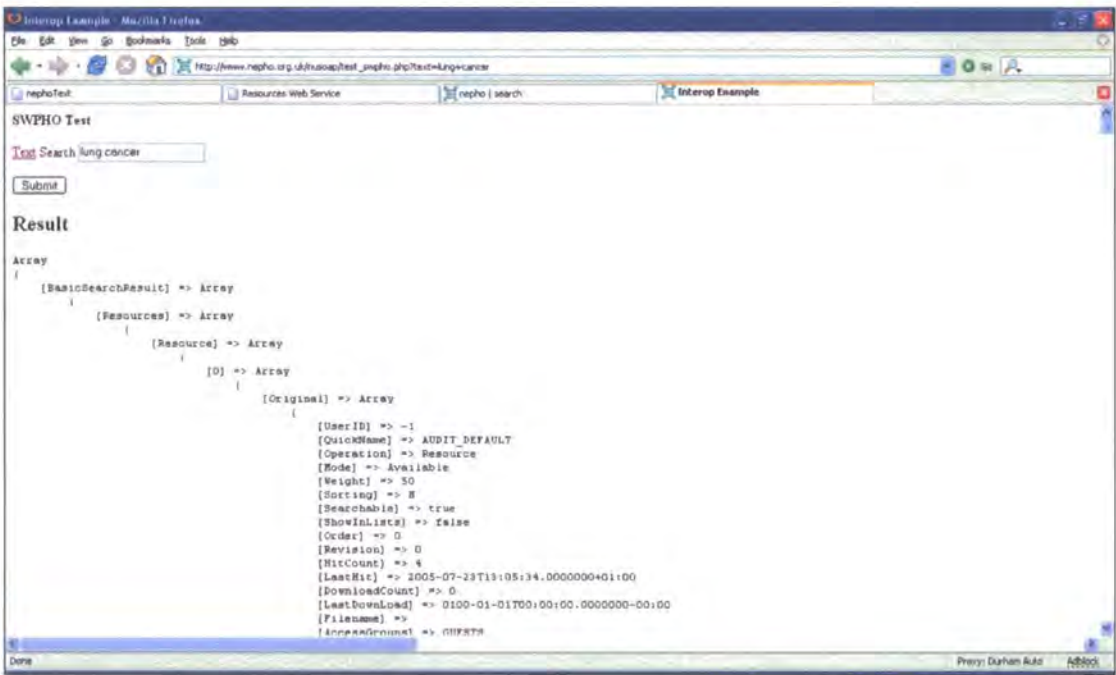 Interop Example - Mozilla Firefox
File Edit View Go Bookmarks Tools Help
http://www.nepho.org.uk/nusoap/test_swpho.php?text=lung+cancer
nephoText
Resources Web Service
nepho | search
Interop Example
SWPHO Test
Text Search lung cancer
Submit
Result
Array
(
[BasicSearchResult] => Array
(
[Resources] => Array
(
[Resource] => Array
(
[0] => Array
(
[Original] => Array
(
[UserID] => -1
[QuickName] => AUDIT_DEFAULT
[Operation] => Resource
[Mode] => Available
[Weight] => 50
[Sorting] => M
[Searchable] => true
[ShowInLists] => false
[Order] => 0
[Revision] => 0
[HitCount] => 4
[LastHit] => 2005-07-23T13:05:34.0000000+01:00
[DownloadCount] => 0
[LastDownLoad] => 0100-01-01T00:00:00.0000000-00:00
[Filename] =>
[AccessGroups] => GUESTS
Done
Proxy: Durham Auto
Adblock